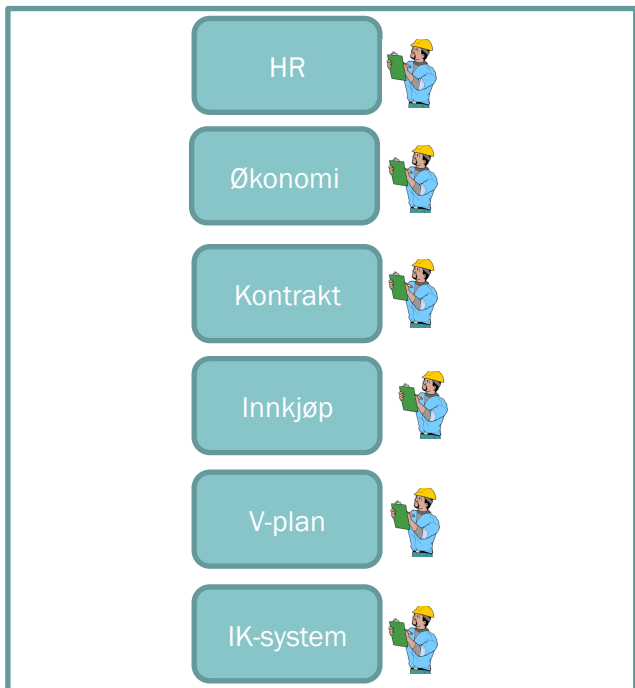 HR
Økonomi
Kontrakt
Innkjøp
V-plan
IK-system